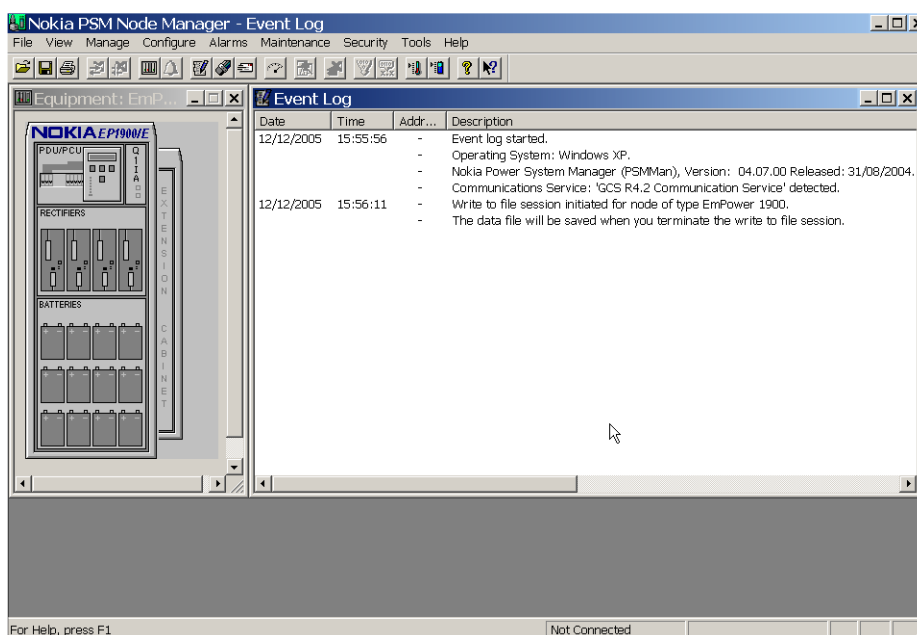 Nokia PSM Node Manager - Event Log
File View Manage Configure Alarms Maintenance Security Tools Help
Equipment: EmP...
NOKIA EP1900/E
PDU/PCU
Q1IA
RECTIFIERS
BATTERIES
EXTENSION CABINET
Event Log
Date Time Addr... Description
12/12/2005 15:55:56 - Event log started.
- Operating System: Windows XP.
- Nokia Power System Manager (PSMMan), Version: 04.07.00 Released: 31/08/2004.
- Communications Service: 'GCS R4.2 Communication Service' detected.
12/12/2005 15:56:11 - Write to file session initiated for node of type EmPower 1900.
- The data file will be saved when you terminate the write to file session.
For Help, press F1
Not Connected